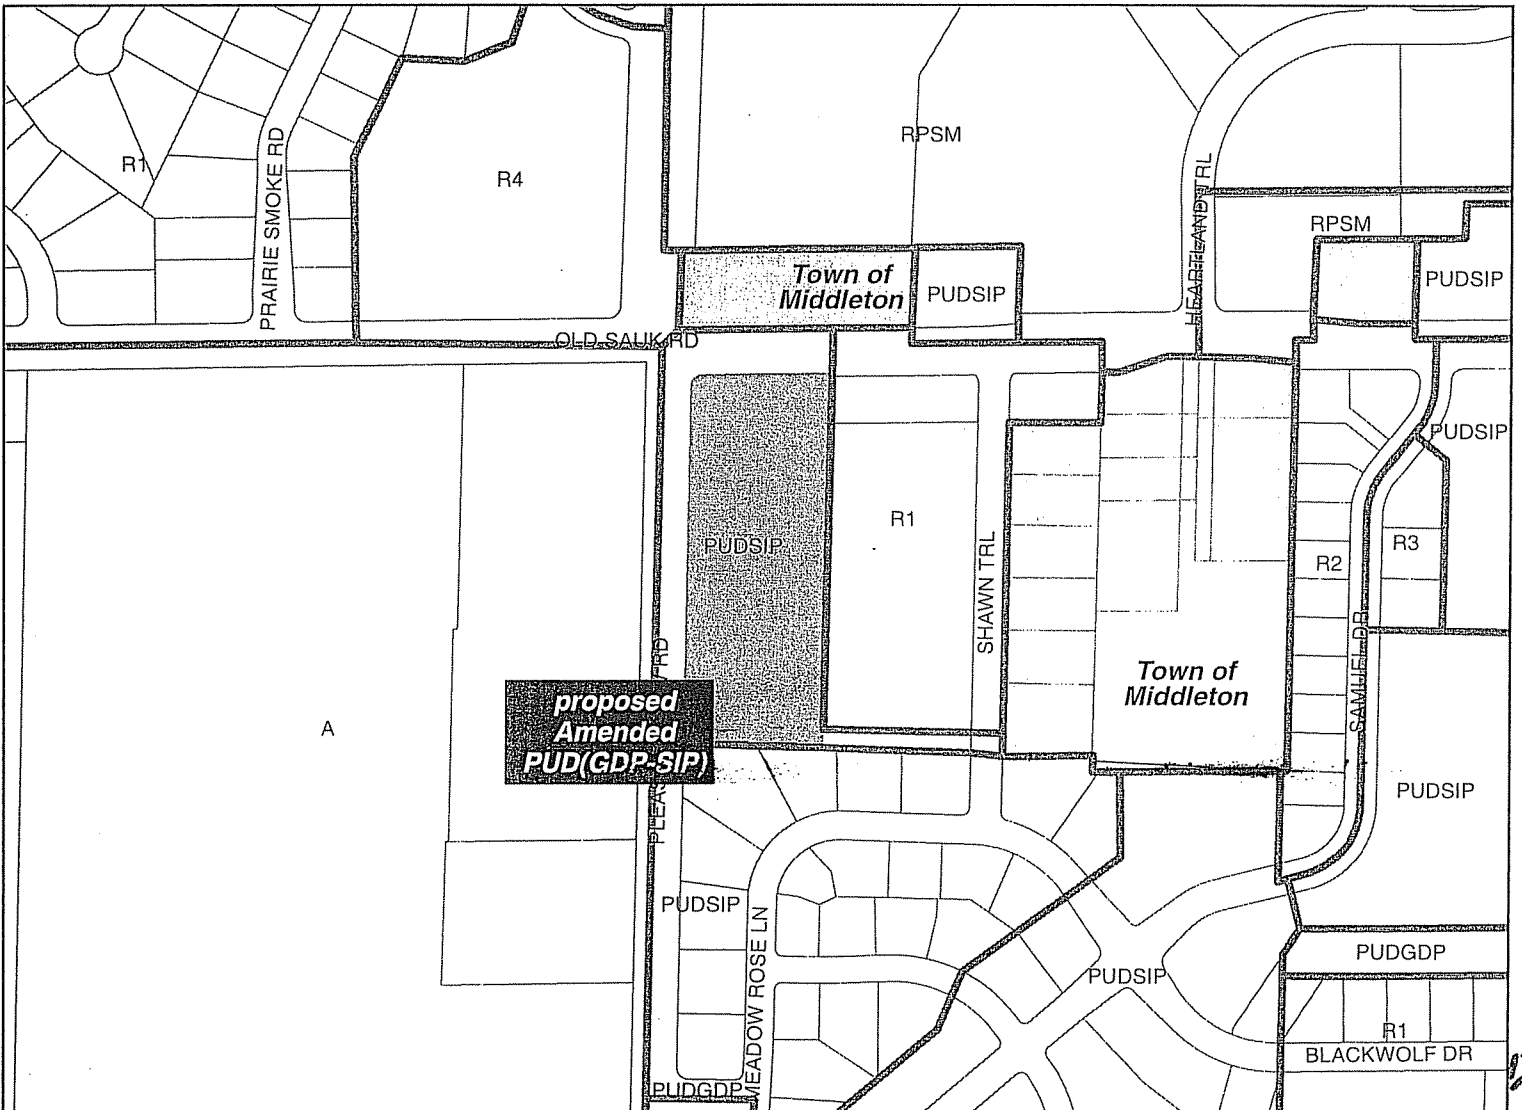 RPSM
R1
R4
PRAIRIE SMOKE RD
HEARTLAND TRL
RPSM
PUDSIP
Town of
Middleton
PUDSIP
OLD SAUK RD
PUDSIP
PUDSIP
R1
SHAWN TRL
R2
R3
SAMUEL DR
Town of
Middleton
proposed
Amended
PUD(GDP-SIP)
A
PUDSIP
PUDSIP
MEADOW ROSE LN
PUDSIP
PUDGDP
R1
BLACKWOLF DR
PUDGDP